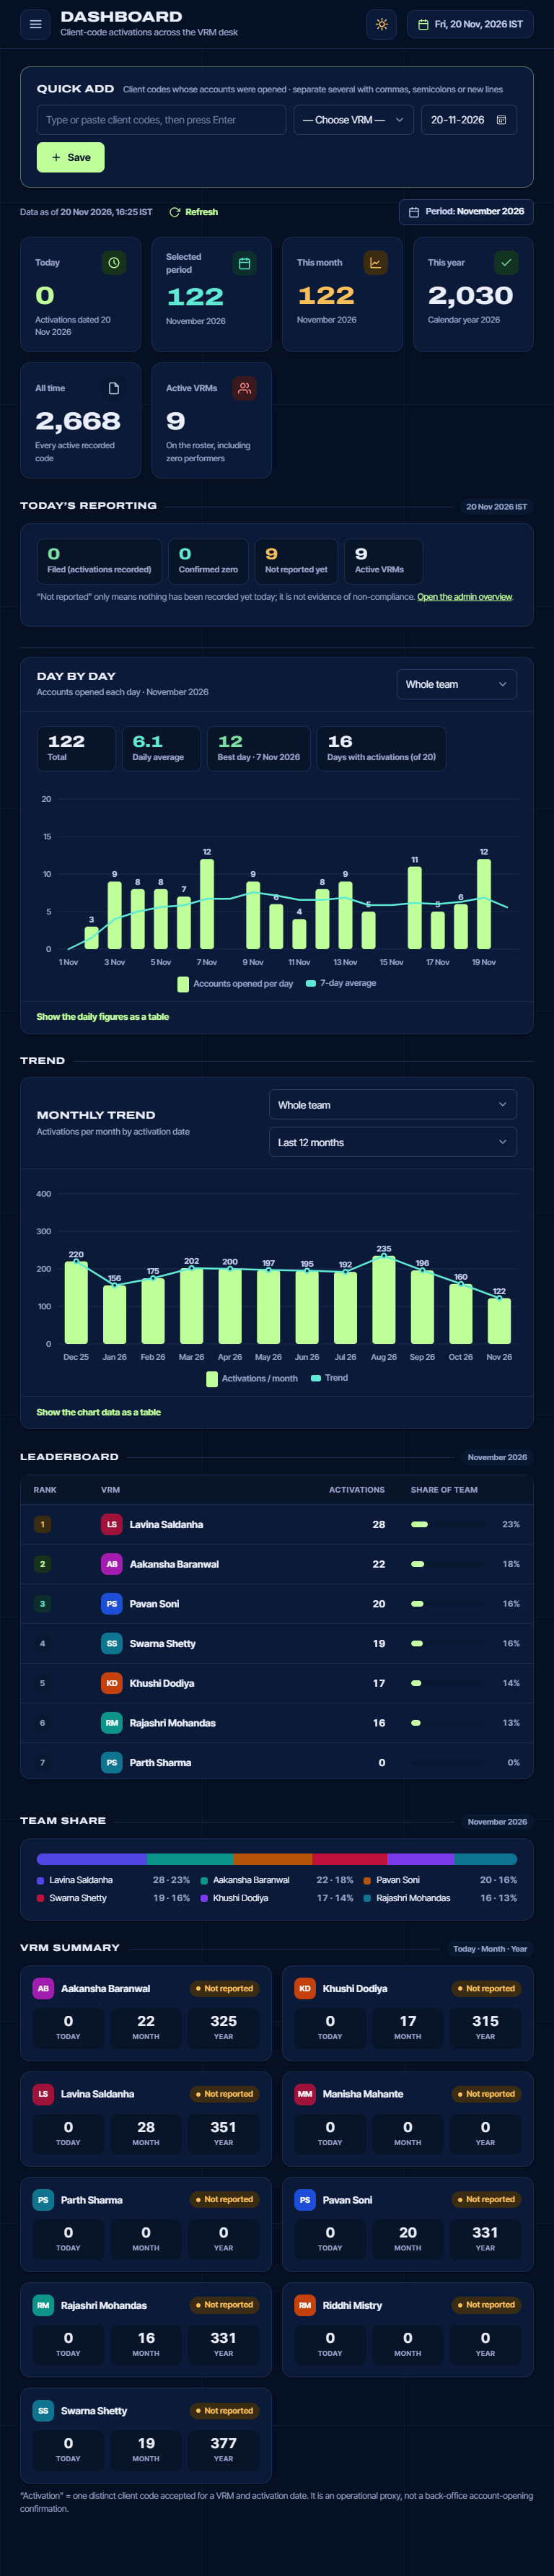 DASHBOARD
Client-code activations across the VRM desk
Fri, 20 Nov, 2026 IST
QUICK ADD Client codes whose accounts were opened · separate several with commas, semicolons or new lines
Type or paste client codes, then press Enter
— Choose VRM —
20-11-2026
+ Save
Data as of 20 Nov 2026, 16:25 IST
Refresh
Period: November 2026
Today
0
Activations dated 20
Nov 2026
Selected
period
122
November 2026
This month
122
November 2026
This year
2,030
Calendar year 2026
All time
2,668
Every active recorded
code
Active VRMs
9
On the roster, including
zero performers
TODAY'S REPORTING
20 Nov 2026 IST
0
Filed (activations recorded)
0
Confirmed zero
9
Not reported yet
9
Active VRMs
“Not reported” only means nothing has been recorded yet today; it is not evidence of non-compliance. Open the admin overview.
DAY BY DAY
Accounts opened each day · November 2026
Whole team
122
Total
6.1
Daily average
12
Best day · 7 Nov 2026
16
Days with activations (of 20)
20
15
10
5
0
3
9
8
8
7
12
9
6
4
8
9
5
11
5
6
12
1 Nov
3 Nov
5 Nov
7 Nov
9 Nov
11 Nov
13 Nov
15 Nov
17 Nov
19 Nov
Accounts opened per day
7-day average
Show the daily figures as a table
TREND
MONTHLY TREND
Activations per month by activation date
Whole team
Last 12 months
400
300
200
100
0
220
156
175
202
200
197
195
192
235
196
160
122
Dec 25
Jan 26
Feb 26
Mar 26
Apr 26
May 26
Jun 26
Jul 26
Aug 26
Sep 26
Oct 26
Nov 26
Activations / month
Trend
Show the chart data as a table
LEADERBOARD
November 2026
RANK VRM ACTIVATIONS SHARE OF TEAM
1 LS Lavina Saldanha 28 23%
2 AB Aakansha Baranwal 22 18%
3 PS Pavan Soni 20 16%
4 SS Swarna Shetty 19 16%
5 KD Khushi Dodiya 17 14%
6 RM Rajashri Mohandas 16 13%
7 PS Parth Sharma 0 0%
TEAM SHARE
November 2026
Lavina Saldanha 28 · 23%
Aakansha Baranwal 22 · 18%
Pavan Soni 20 · 16%
Swarna Shetty 19 · 16%
Khushi Dodiya 17 · 14%
Rajashri Mohandas 16 · 13%
VRM SUMMARY
Today · Month · Year
AB Aakansha Baranwal Not reported
0 22 325
TODAY MONTH YEAR
KD Khushi Dodiya Not reported
0 17 315
TODAY MONTH YEAR
LS Lavina Saldanha Not reported
0 28 351
TODAY MONTH YEAR
MM Manisha Mahante Not reported
0 0 0
TODAY MONTH YEAR
PS Parth Sharma Not reported
0 0 0
TODAY MONTH YEAR
PS Pavan Soni Not reported
0 20 331
TODAY MONTH YEAR
RM Rajashri Mohandas Not reported
0 16 331
TODAY MONTH YEAR
RM Riddhi Mistry Not reported
0 0 0
TODAY MONTH YEAR
SS Swarna Shetty Not reported
0 19 377
TODAY MONTH YEAR
“Activation” = one distinct client code accepted for a VRM and activation date. It is an operational proxy, not a back-office account-opening
confirmation.